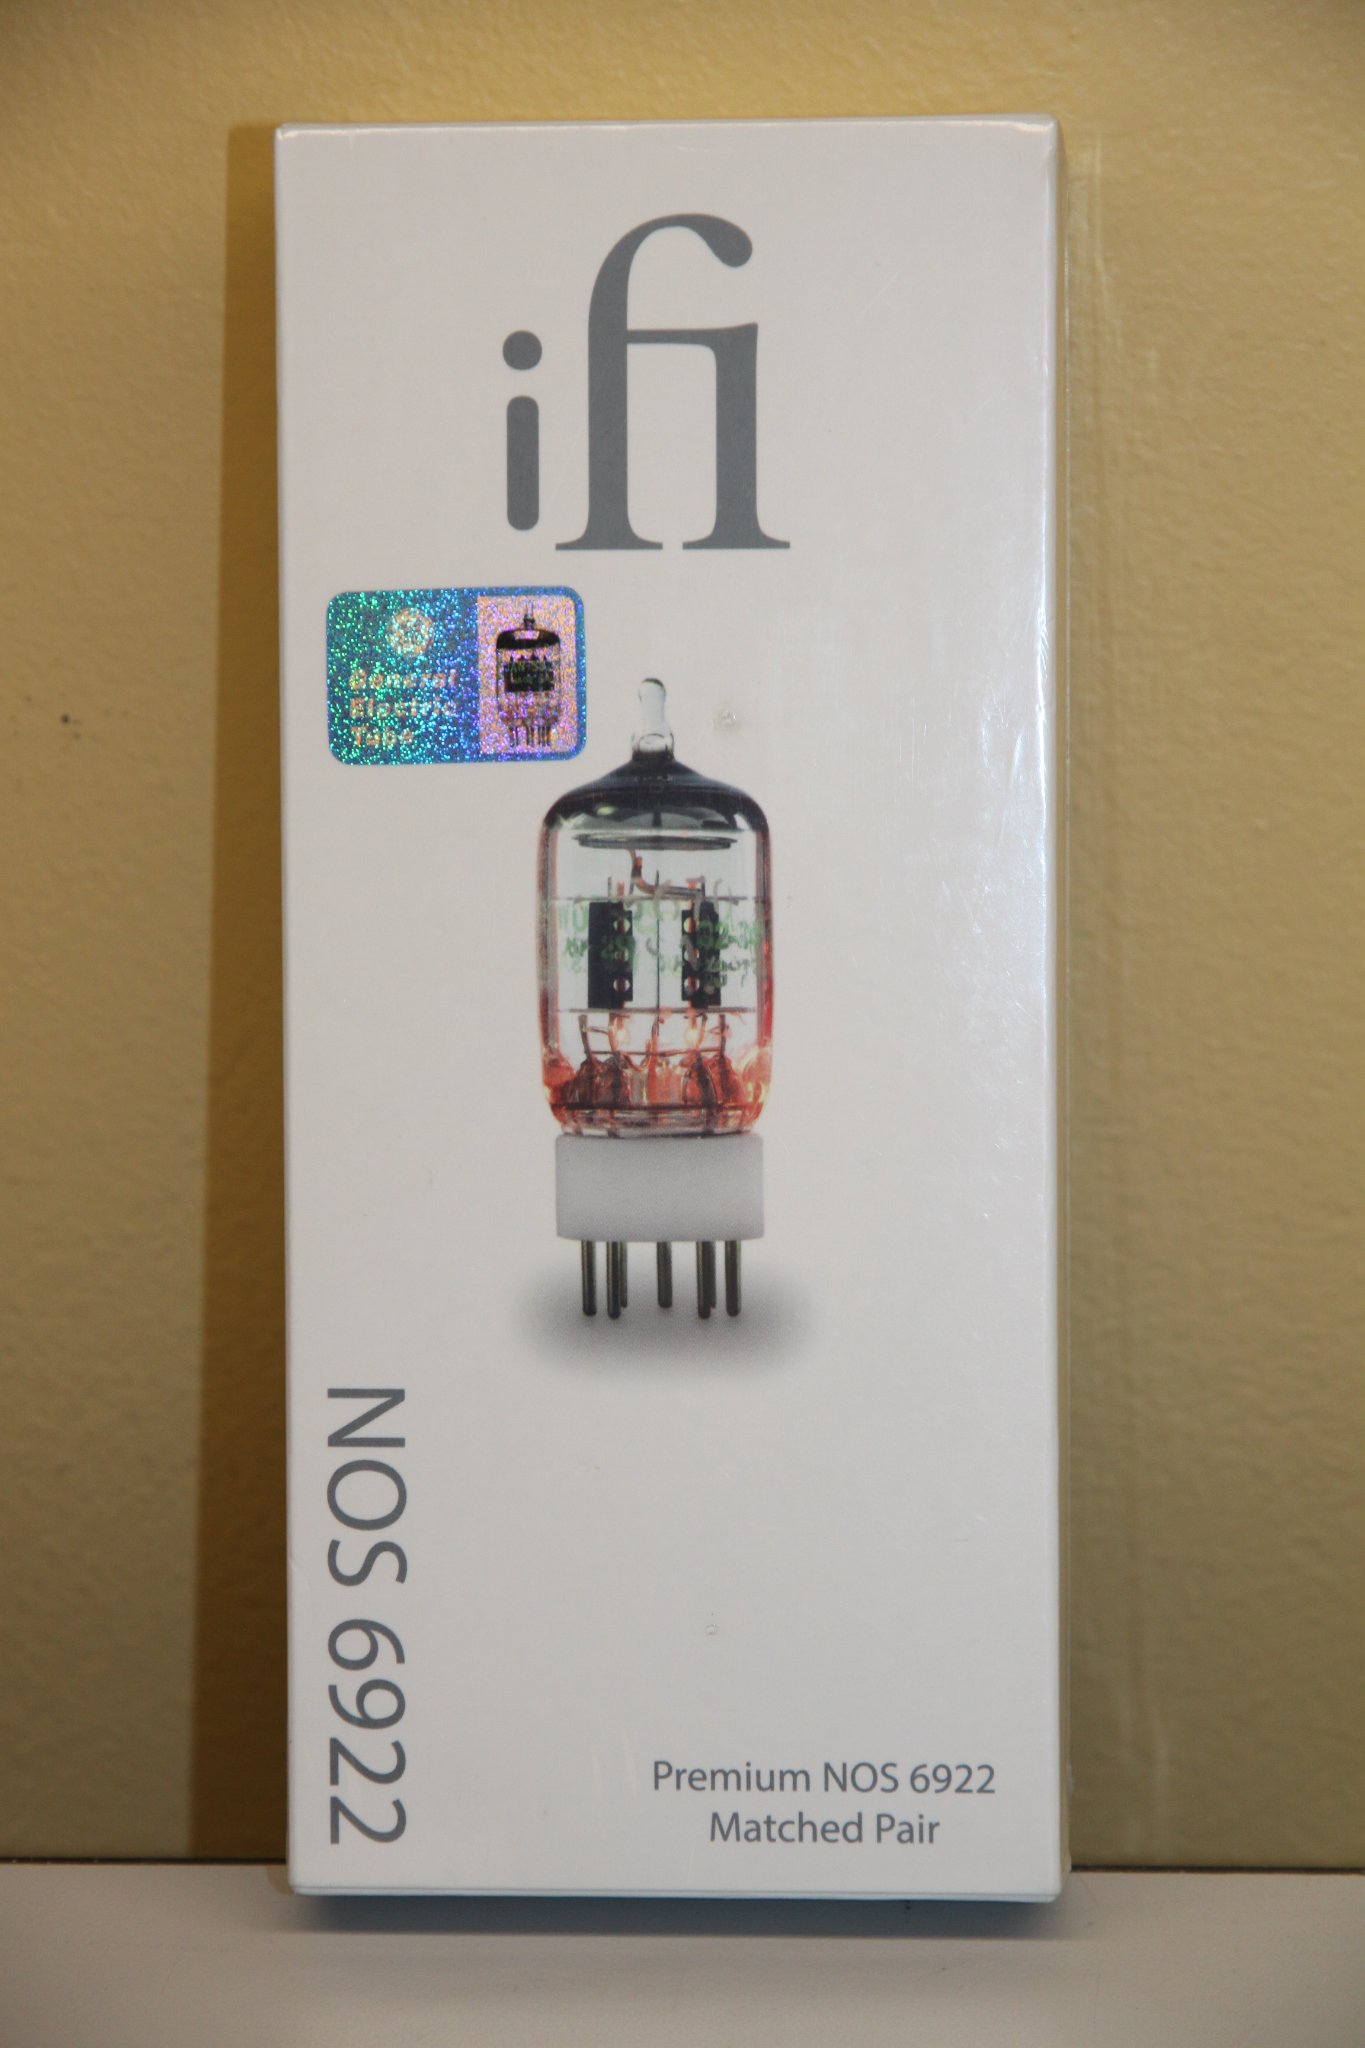 ifi
General
Electric
Tube
NOS 6922
Premium NOS 6922
Matched Pair